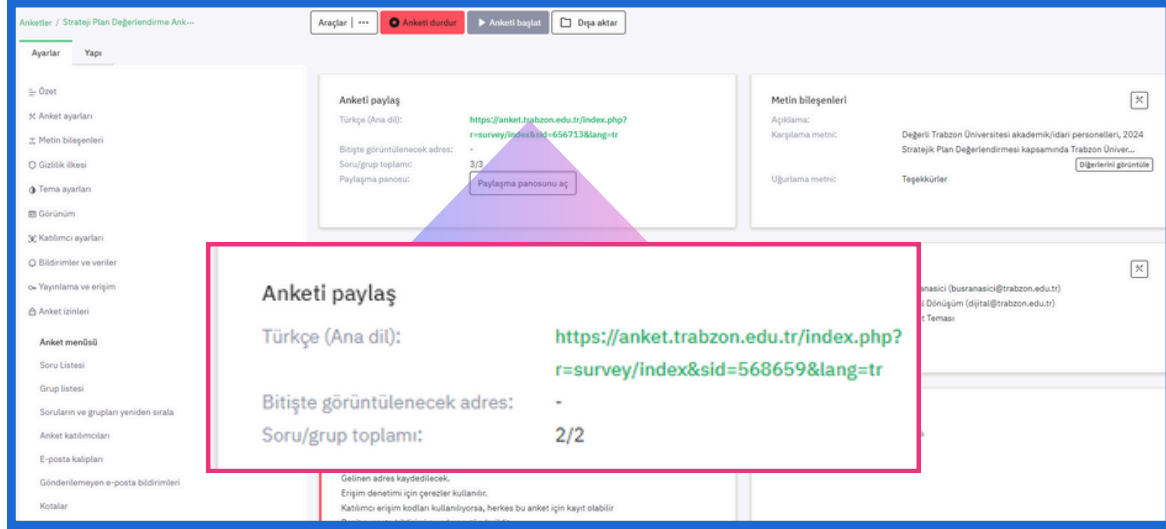 Anketler / Strateji Plan Değerlendirme Ank...
Araçlar | ...
Anketi durdur
Anketi başlat
Dışa aktar
Ayarlar
Yapı
Özet
Anket ayarları
Metin bileşenleri
Gizlilik ilkesi
Tema ayarları
Görünüm
Katılımcı ayarları
Bildirimler ve veriler
Yayınlama ve erişim
Anket izinleri
Anket menüsü
Soru Listesi
Grup listesi
Soruların ve grupları yeniden sırala
Anket katılımcıları
E-posta kalıpları
Gönderilemeyen e-posta bildirimleri
Kotalar
Anketi paylaş
Türkçe (Ana dil): https://anket.trabzon.edu.tr/index.php?
r=survey/index&sid=656713&lang=tr
Bitişte görüntülenecek adres: -
Soru/grup toplamı: 3/3
Paylaşma panosu: Paylaşma panosunu aç
Metin bileşenleri
Açıklama:
Karşılama metni: Değerli Trabzon Üniversitesi akademik/idari personelleri, 2024
Stratejik Plan Değerlendirmesi kapsamında Trabzon Üniver...
Diğerlerini görüntüle
Uğurlama metni: Teşekkürler
Anketi paylaş
Türkçe (Ana dil): https://anket.trabzon.edu.tr/index.php?
r=survey/index&sid=568659&lang=tr
Bitişte görüntülenecek adres: -
Soru/grup toplamı: 2/2
(busranasici@trabzon.edu.tr)
Dönüşüm (dijital@trabzon.edu.tr)
Teması
Gelinen adres kaydedilecek.
Erişim denetimi için çerezler kullanılır.
Katılımcı erişim kodları kullanılıyorsa, herkes bu anket için kayıt olabilir